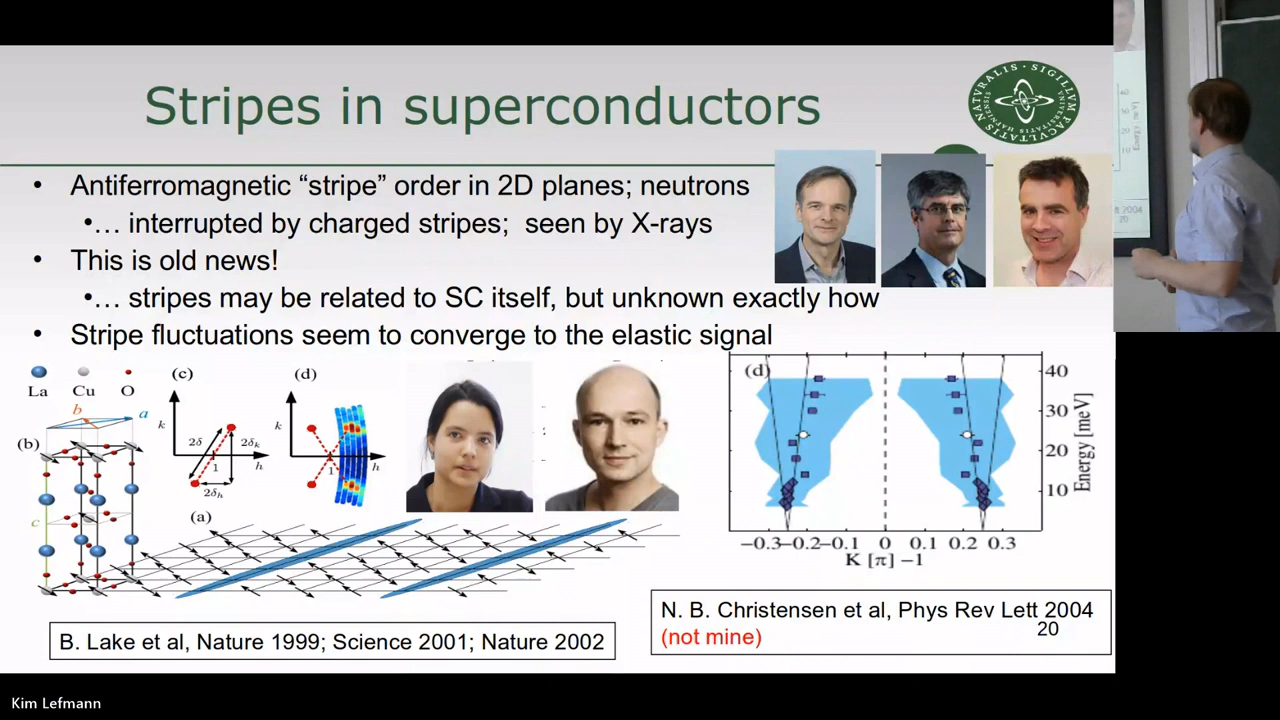 Stripes in superconductors
• Antiferromagnetic “stripe” order in 2D planes; neutrons
•… interrupted by charged stripes; seen by X-rays
• This is old news!
•… stripes may be related to SC itself, but unknown exactly how
• Stripe fluctuations seem to converge to the elastic signal
La Cu O
b a
(b)
c
(c)
k
2δ 2δk
1 h
2δh
(d)
k
1 h
(a)
(d)
40
30
20
10
Energy [meV]
−0.3 −0.2 −0.1 0 0.1 0.2 0.3
K [π] −1
B. Lake et al, Nature 1999; Science 2001; Nature 2002
N. B. Christensen et al, Phys Rev Lett 2004
(not mine)
20
Kim Lefmann